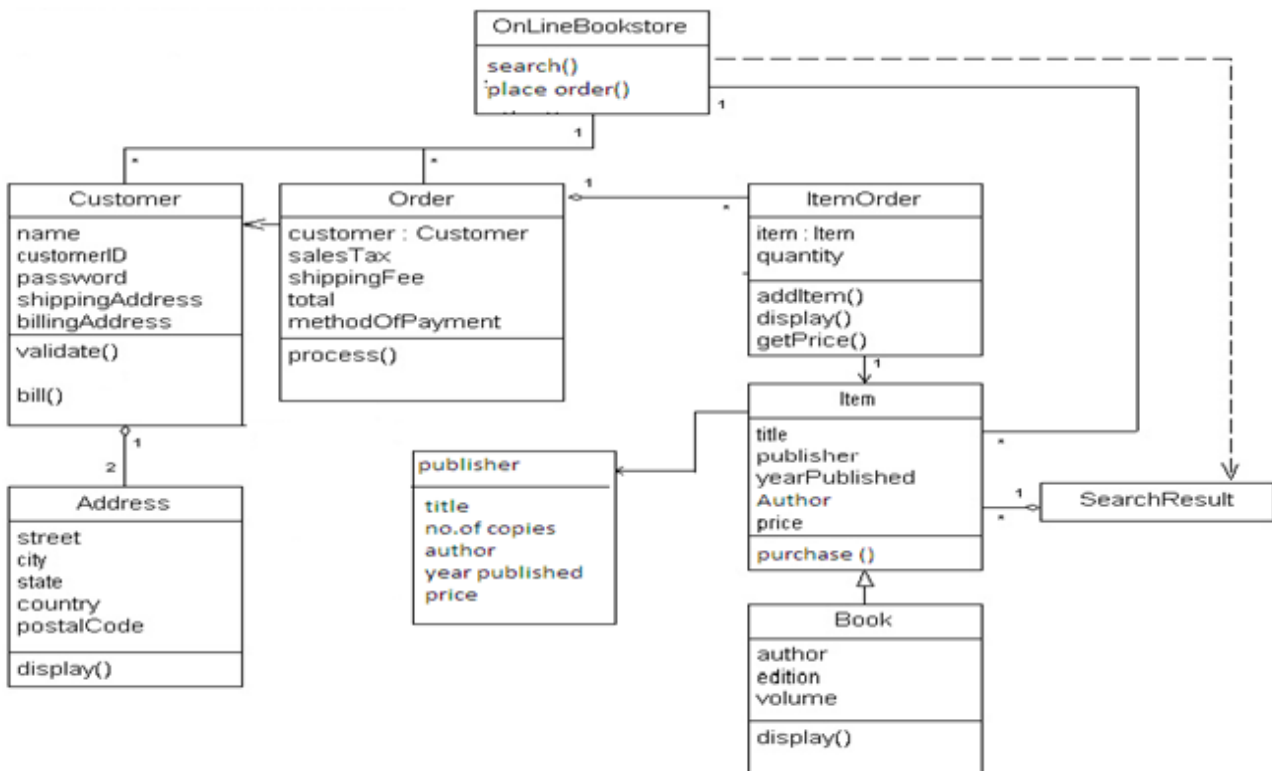 OnLineBookstore
search()
place order()
1
1
*
*
Customer
name
customerID
password
shippingAddress
billingAddress
validate()
bill()
Order
customer : Customer
salesTax
shippingFee
total
methodOfPayment
process()
1
*
ItemOrder
item : Item
quantity
addItem()
display()
getPrice()
1
Item
title
publisher
yearPublished
Author
price
purchase ()
*
1
*
SearchResult
1
2
Address
street
city
state
country
postalCode
display()
publisher
title
no.of copies
author
year published
price
Book
author
edition
volume
display()